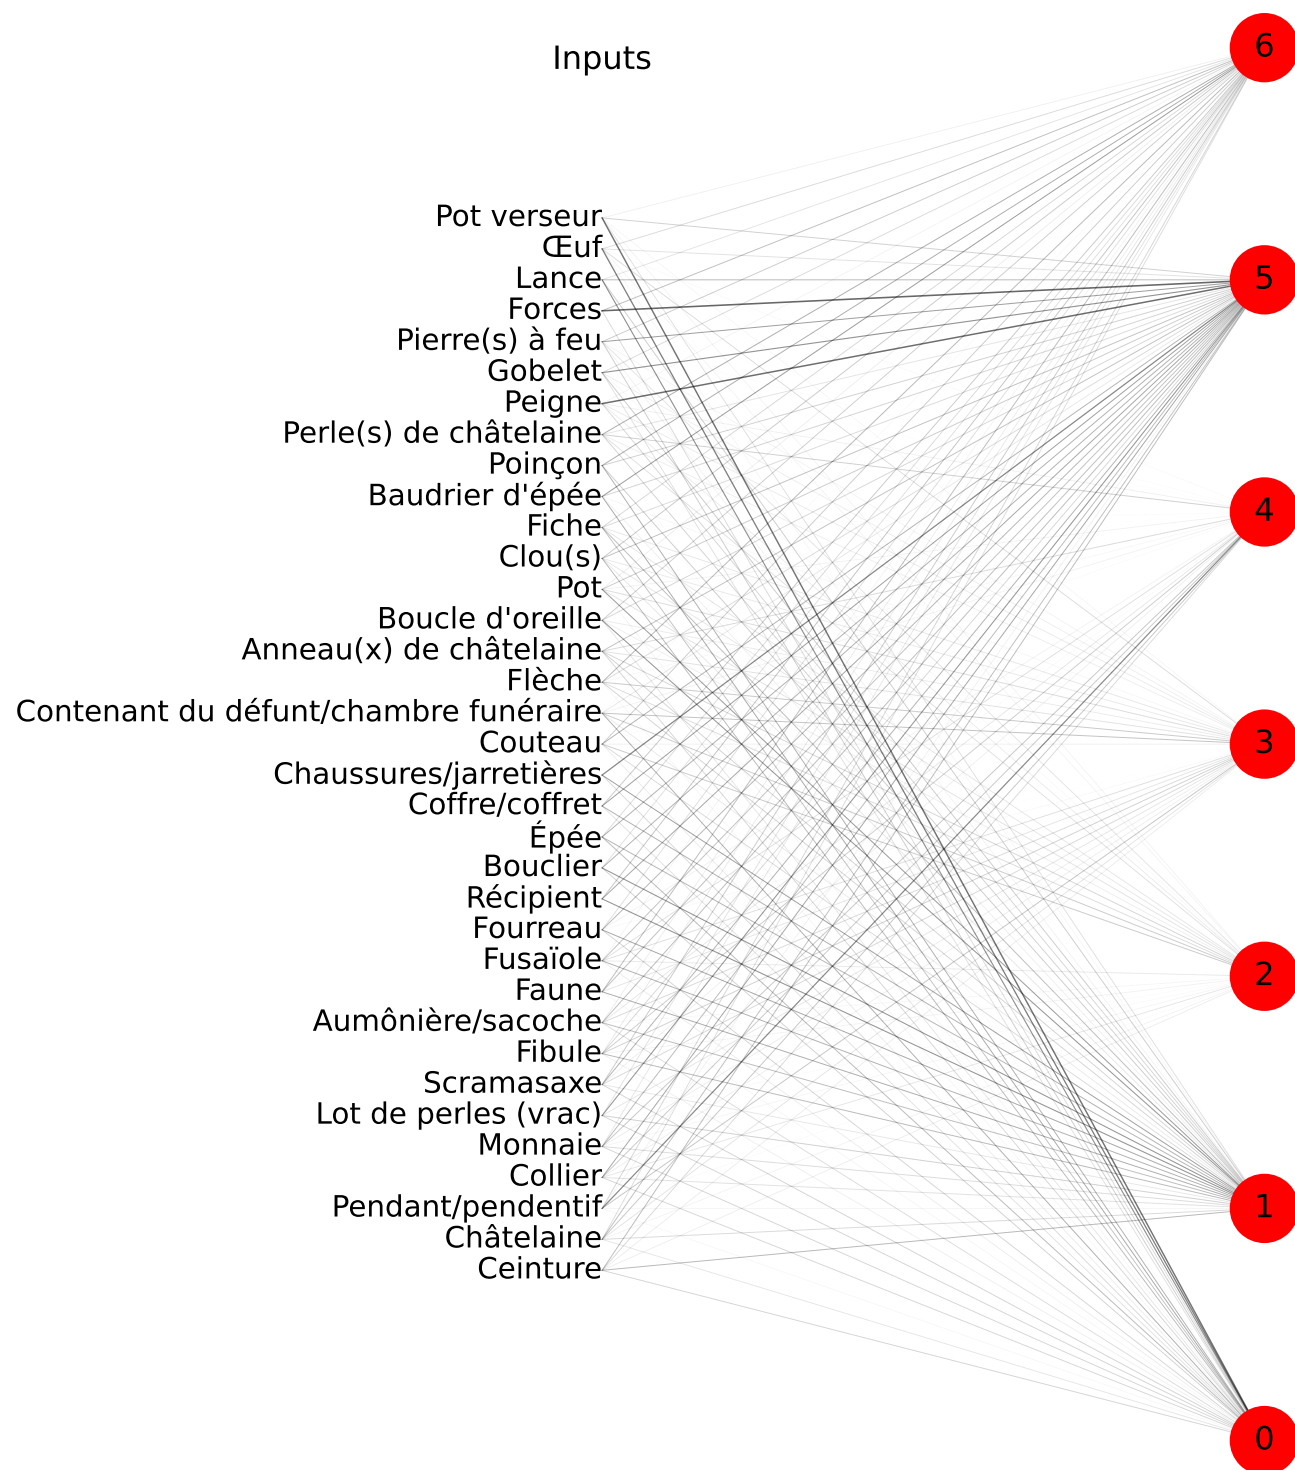 Inputs
Pot verseur
Œuf
Lance
Forces
Pierre(s) à feu
Gobelet
Peigne
Perle(s) de châtelaine
Poinçon
Baudrier d'épée
Fiche
Clou(s)
Pot
Boucle d'oreille
Anneau(x) de châtelaine
Flèche
Contenant du défunt/chambre funéraire
Couteau
Chaussures/jarretières
Coffre/coffret
Épée
Bouclier
Récipient
Fourreau
Fusaïole
Faune
Aumônière/sacoche
Fibule
Scramasaxe
Lot de perles (vrac)
Monnaie
Collier
Pendant/pendentif
Châtelaine
Ceinture
6
5
4
3
2
1
0